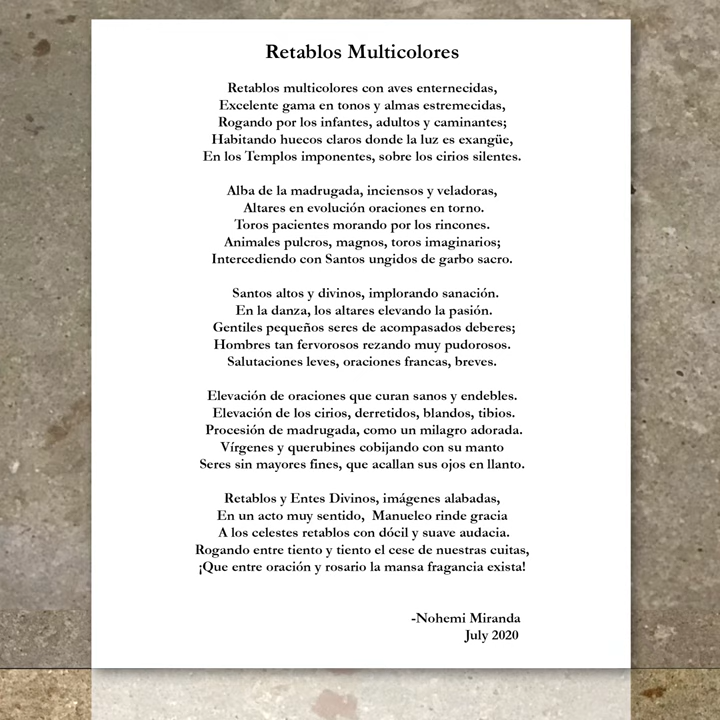 Retablos Multicolores
Retablos multicolores con aves enternecidas,
Excelente gama en tonos y almas estremecidas,
Rogando por los infantes, adultos y caminantes;
Habitando huecos claros donde la luz es exangüe,
En los Templos imponentes, sobre los cirios silentes.
Alba de la madrugada, inciensos y veladoras,
Altares en evolución oraciones en torno.
Toros pacientes morando por los rincones.
Animales pulcros, magnos, toros imaginarios;
Intercediendo con Santos ungidos de garbo sacro.
Santos altos y divinos, implorando sanación.
En la danza, los altares elevando la pasión.
Gentiles pequeños seres de acompasados deberes;
Hombres tan fervorosos rezando muy pudorosos.
Salutaciones leves, oraciones francas, breves.
Elevación de oraciones que curan sanos y endebles.
Elevación de los cirios, derretidos, blandos, tibios.
Procesión de madrugada, como un milagro adorada.
Vírgenes y querubines cobijando con su manto
Seres sin mayores fines, que acallan sus ojos en llanto.
Retablos y Entes Divinos, imágenes alabadas,
En un acto muy sentido, Manueleo rinde gracia
A los celestes retablos con dócil y suave audacia.
Rogando entre tiento y tiento el cese de nuestras cuitas,
¡Que entre oración y rosario la mansa fragancia exista!
-Nohemi Miranda
July 2020